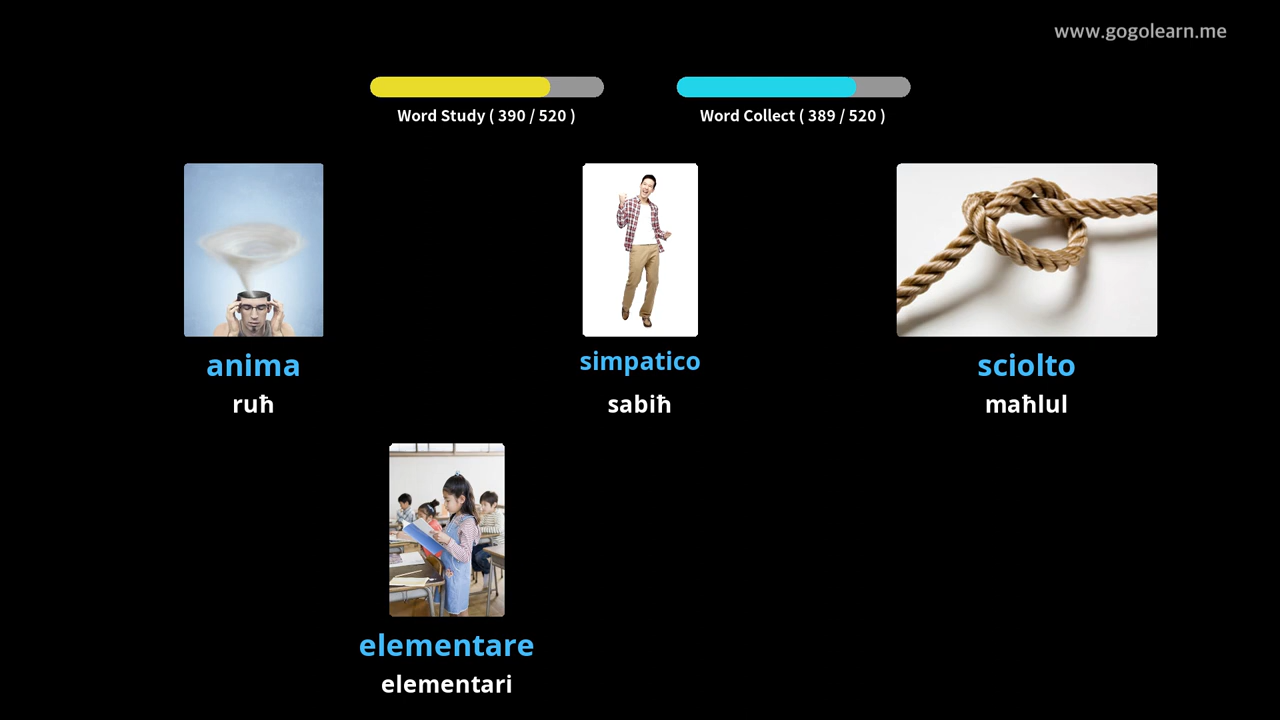 www.gogolearn.me
Word Study ( 390 / 520 )
Word Collect ( 389 / 520 )
anima
simpatico
sciolto
ruħ
sabiħ
maħlul
elementare
elementari